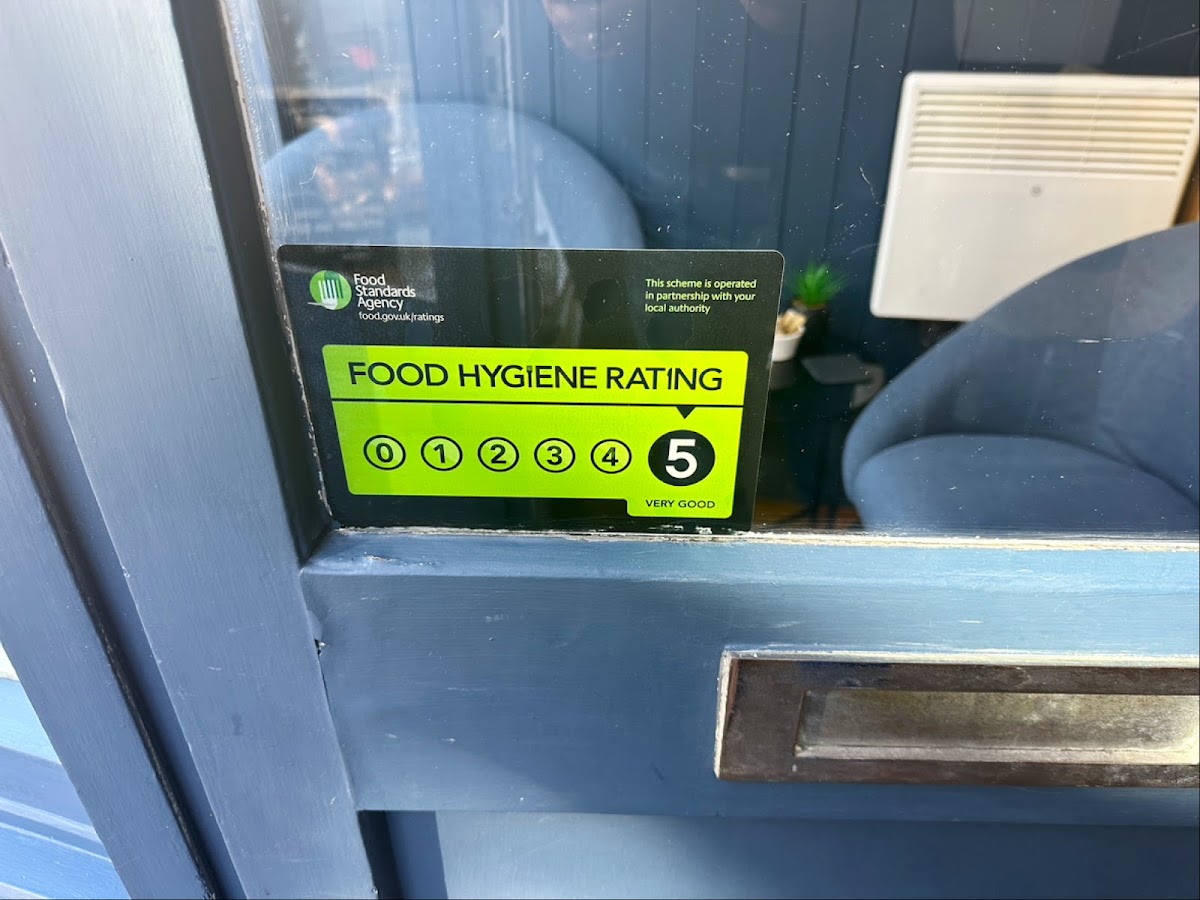 Food
Standards
Agency
food.gov.uk/ratings
This scheme is operated
in partnership with your
local authority
FOOD HYGIENE RATING
0 1 2 3 4 5
VERY GOOD